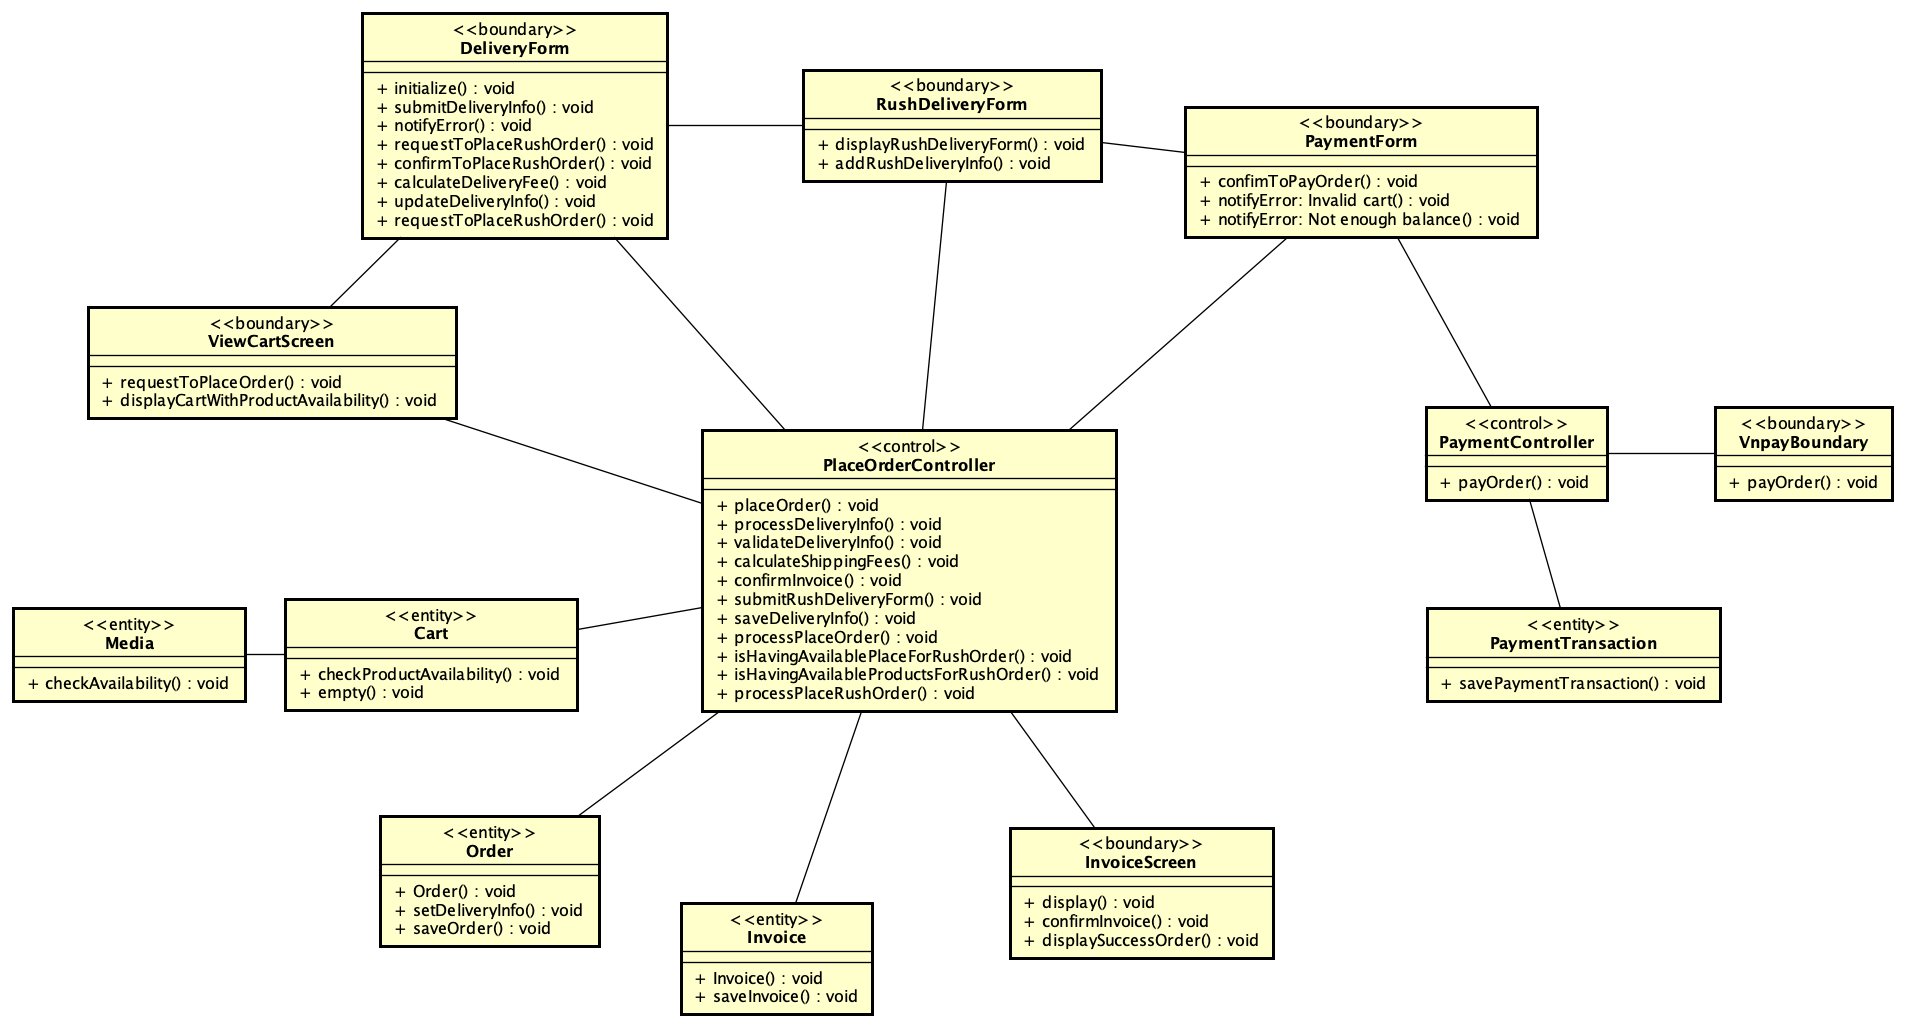 <<boundary>>
DeliveryForm
+ initialize() : void
+ submitDeliveryInfo() : void
+ notifyError() : void
+ requestToPlaceRushOrder() : void
+ confirmToPlaceRushOrder() : void
+ calculateDeliveryFee() : void
+ updateDeliveryInfo() : void
+ requestToPlaceRushOrder() : void
<<boundary>>
RushDeliveryForm
+ displayRushDeliveryForm() : void
+ addRushDeliveryInfo() : void
<<boundary>>
PaymentForm
+ confimToPayOrder() : void
+ notifyError: Invalid cart() : void
+ notifyError: Not enough balance() : void
<<boundary>>
ViewCartScreen
+ requestToPlaceOrder() : void
+ displayCartWithProductAvailability() : void
<<control>>
PlaceOrderController
+ placeOrder() : void
+ processDeliveryInfo() : void
+ validateDeliveryInfo() : void
+ calculateShippingFees() : void
+ confirmInvoice() : void
+ submitRushDeliveryForm() : void
+ saveDeliveryInfo() : void
+ processPlaceOrder() : void
+ isHavingAvailablePlaceForRushOrder() : void
+ isHavingAvailableProductsForRushOrder() : void
+ processPlaceRushOrder() : void
<<control>>
PaymentController
+ payOrder() : void
<<boundary>>
VnpayBoundary
+ payOrder() : void
<<entity>>
Media
+ checkAvailability() : void
<<entity>>
Cart
+ checkProductAvailability() : void
+ empty() : void
<<entity>>
PaymentTransaction
+ savePaymentTransaction() : void
<<entity>>
Order
+ Order() : void
+ setDeliveryInfo() : void
+ saveOrder() : void
<<entity>>
Invoice
+ Invoice() : void
+ saveInvoice() : void
<<boundary>>
InvoiceScreen
+ display() : void
+ confirmInvoice() : void
+ displaySuccessOrder() : void